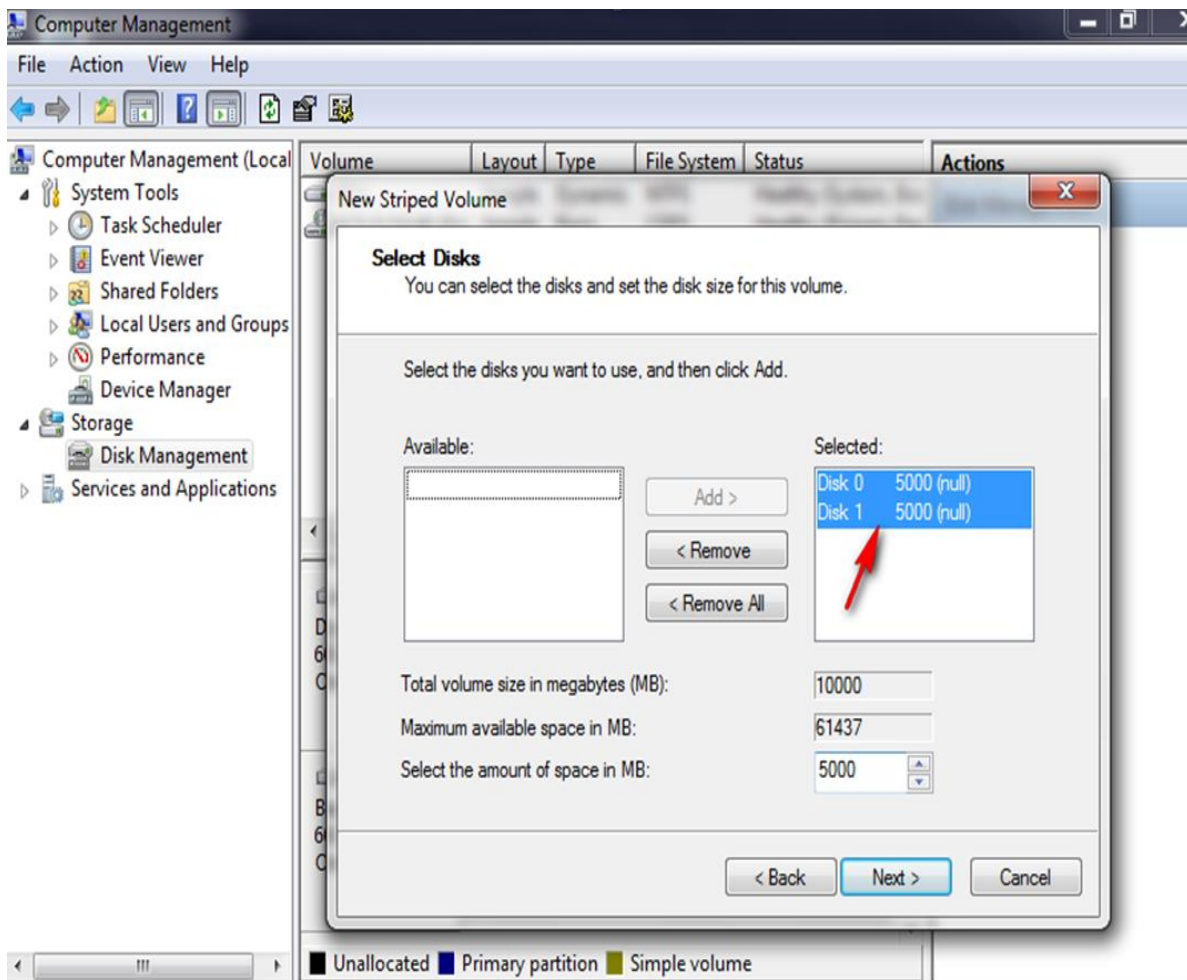 Computer Management
File Action View Help
Computer Management (Local
System Tools
Task Scheduler
Event Viewer
Shared Folders
Local Users and Groups
Performance
Device Manager
Storage
Disk Management
Services and Applications
Volume Layout Type File System Status
Actions
New Striped Volume
Select Disks
You can select the disks and set the disk size for this volume.
Select the disks you want to use, and then click Add.
Available:
Selected:
Add >
< Remove
< Remove All
Disk 0 5000 (null)
Disk 1 5000 (null)
Total volume size in megabytes (MB): 10000
Maximum available space in MB: 61437
Select the amount of space in MB: 5000
< Back Next > Cancel
Unallocated Primary partition Simple volume